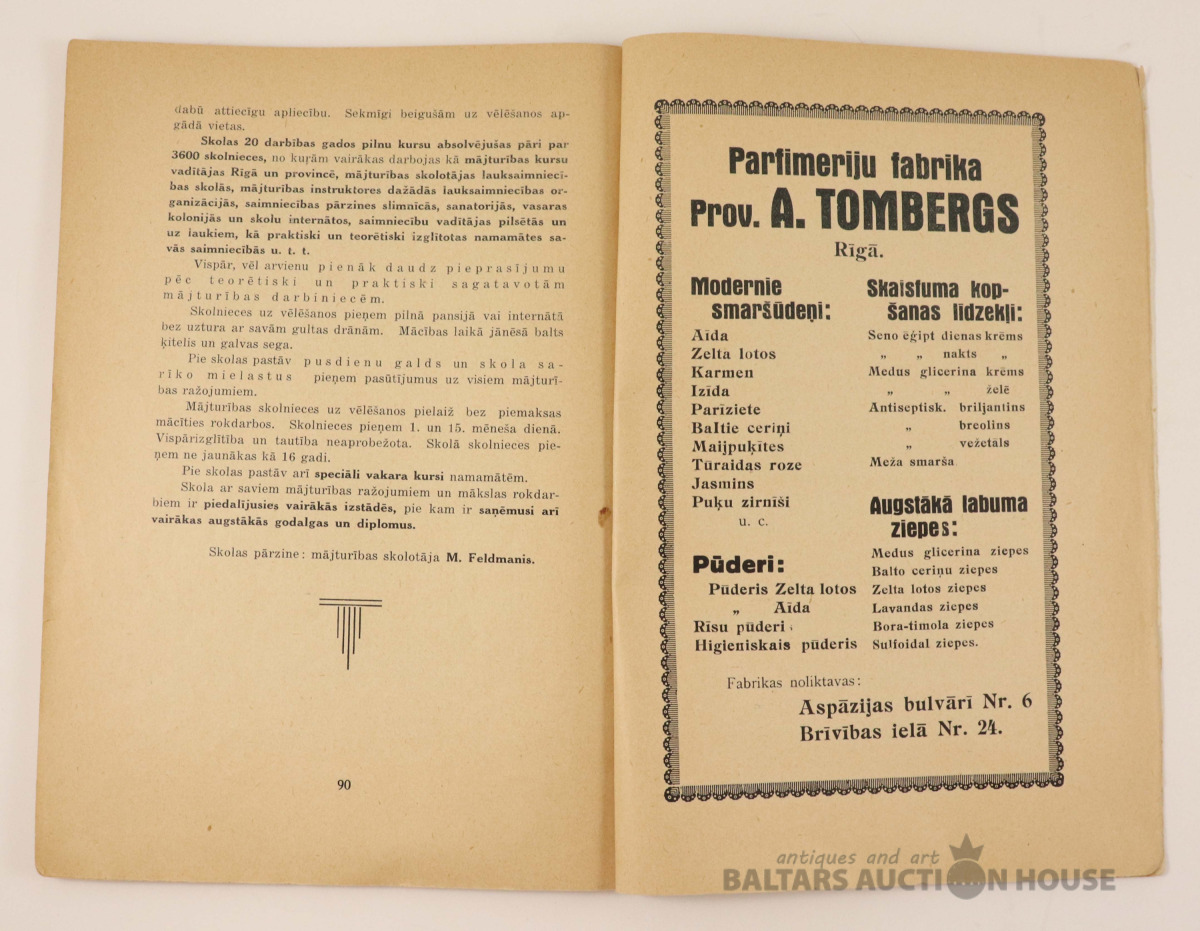 dabū attiecīgu apliecību. Sekmīgi beigušām uz vēlēšanos ap-
gādā vietas.
Skolas 20 darbības gados pilnu kursu absolvējušas pāri par
3600 skolnieces, no kuŗām vairākas darbojas kā mājturības kursu
vadītājas Rīgā un provincē, mājturības skolotājas lauksaimniecī-
bas skolās, mājturības instruktores dažādās lauksaimniecības or-
ganizācijās, saimniecības pārzines slimnīcās, sanatorijās, vasaras
kolonijās un skolu internātos, saimniecību vadītājas pilsētās un
uz laukiem, kā praktiski un teorētiski izglītotas namamātes sa-
vās saimniecībās u. t. t.
Vispār, vēl arvienu pienāk daudz pieprasījumu
pēc teorētiski un praktiski sagatavotām
mājturības darbiniecēm.
Skolnieces uz vēlēšanos pieņem pilnā pansijā vai internātā
bez uztura ar savām gultas drānām. Mācības laikā jānēsā balts
ķitelis un galvas sega.
Pie skolas pastāv pusdienu galds un skola sa-
rīko mielastus pieņem pasūtījumus uz visiem mājturī-
bas ražojumiem.
Mājturības skolnieces uz vēlēšanos pielaiž bez piemaksas
mācīties rokdarbos. Skolnieces pieņem 1. un 15. mēneša dienā.
Vispārizglītība un tautība neaprobežota. Skolā skolnieces pie-
ņem ne jaunākas kā 16 gadi.
Pie skolas pastāv arī speciāli vakara kursi namamātēm.
Skola ar saviem mājturības ražojumiem un mākslas rokdar-
biem ir piedalījusies vairākās izstādēs, pie kam ir saņēmusi arī
vairākas augstākās godalgas un diplomus.
Skolas pārzine: mājturības skolotāja M. Feldmanis.
90
Parfimeriju fabrika
Prov. A. TOMBERGS
Rīgā.
Modernie
smaršūdeņi:
Aīda
Zelta lotos
Karmen
Izīda
Parīziete
Baltie ceriņi
Maijpuķītes
Tūraidas roze
Jasmins
Puķu zirnīši
u. c.
Pūderi:
Pūderis Zelta lotos
„ Aīda
Rīsu pūderi
Higieniskais pūderis
Skaistuma kop-
šanas līdzekļi:
Seno ēģipt dienas krēms
„ „ nakts „
Medus glicerina krēms
„ „ želē
Antiseptisk. briljantins
„ breolins
„ vežetāls
Meža smarša
Augstākā labuma
ziepes:
Medus glicerina ziepes
Balto ceriņu ziepes
Zelta lotos ziepes
Lavandas ziepes
Bora-timola ziepes
Sulfoidal ziepes.
Fabrikas noliktavas:
Aspāzijas bulvārī Nr. 6
Brīvības ielā Nr. 24.
antiques and art
BALTARS AUCTION HOUSE